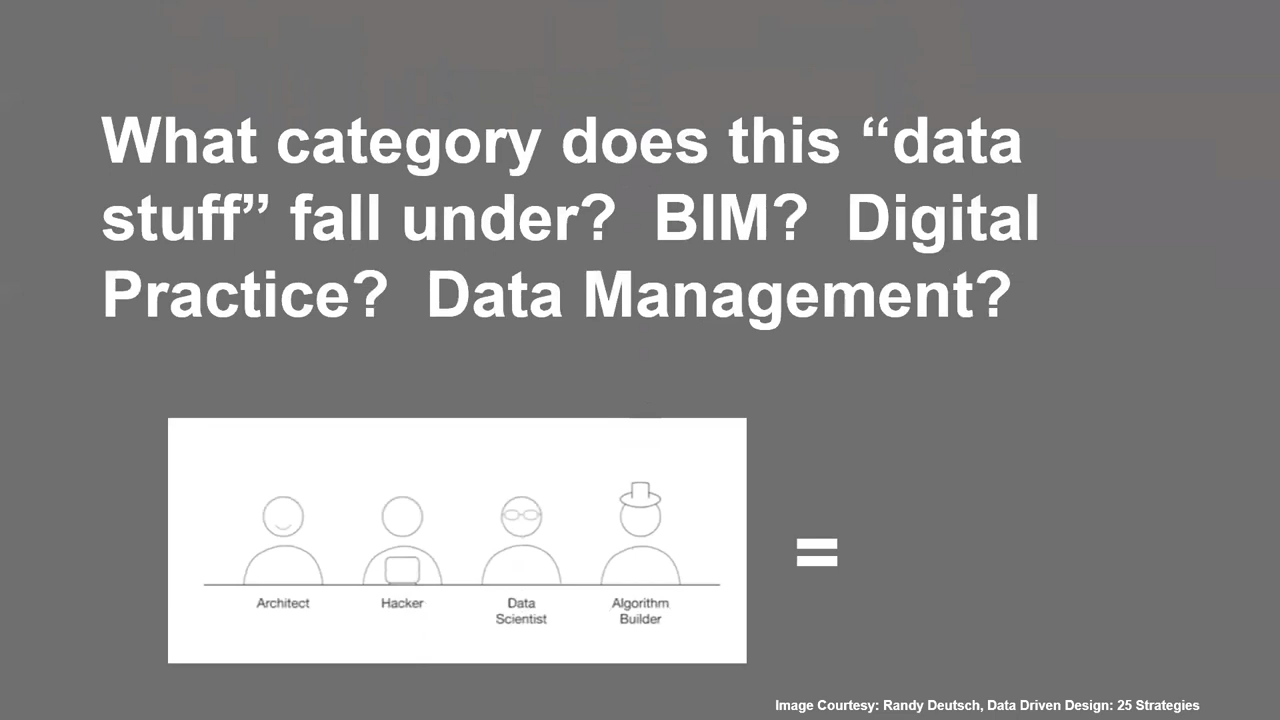 What category does this “data
stuff” fall under?  BIM?  Digital
Practice?  Data Management?
Architect
Hacker
Data
Scientist
Algorithm
Builder
=
Image Courtesy: Randy Deutsch, Data Driven Design: 25 Strategies